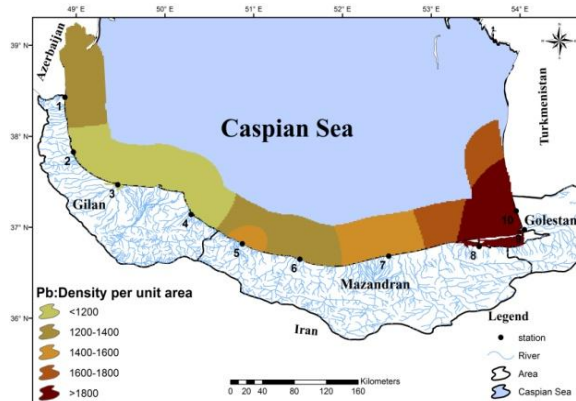 49°E 50°E 51°E 52°E 53°E 54°E
39°N
38°N
37°N
36°N
Azerbaijan
Turkmenistan
Caspian Sea
1
2
3
Gilan
4
5
6
7
8
10
Golestan
Mazandran
Iran
Pb:Density per unit area
<1200
1200-1400
1400-1600
1600-1800
>1800
Legend
station
River
Area
Caspian Sea
Kilometers
0 20 40 80 120 160